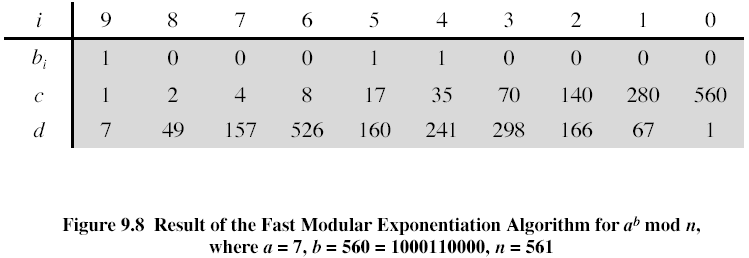 i 9 8 7 6 5 4 3 2 1 0
bi 1 0 0 0 1 1 0 0 0 0
c 1 2 4 8 17 35 70 140 280 560
d 7 49 157 526 160 241 298 166 67 1
Figure 9.8 Result of the Fast Modular Exponentiation Algorithm for a^b mod n,
where a = 7, b = 560 = 1000110000, n = 561